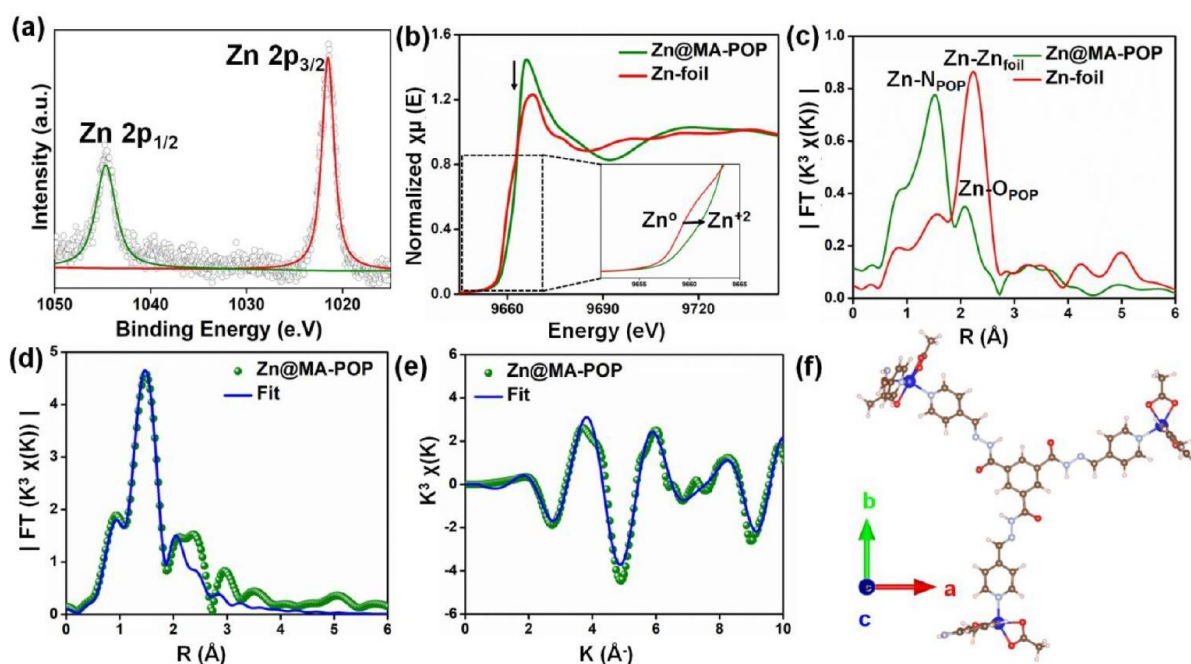 (a)
Zn 2p3/2
Zn 2p1/2
Intensity (a.u.)
1050 1040 1030 1020
Binding Energy (e.V)
(b)
Zn@MA-POP
Zn-foil
Znº Zn+2
9655 9660 9665
Normalized χμ (E)
1.6
1.2
0.8
0.4
0.0
9660 9690 9720
Energy (eV)
(c)
Zn-Znfoil
Zn@MA-POP
Zn-foil
Zn-NPOP
Zn-OPOP
| FT (K³ χ(K)) |
1.0
0.8
0.6
0.4
0.2
0.0
0 1 2 3 4 5 6
R (Å)
(d)
Zn@MA-POP
Fit
| FT (K³ χ(K)) |
5
4
3
2
1
0
0 1 2 3 4 5 6
R (Å)
(e)
Zn@MA-POP
Fit
K³ χ(K)
6
4
2
0
-2
-4
-6
0 2 4 6 8 10
K (Å-)
(f)
b
a
c